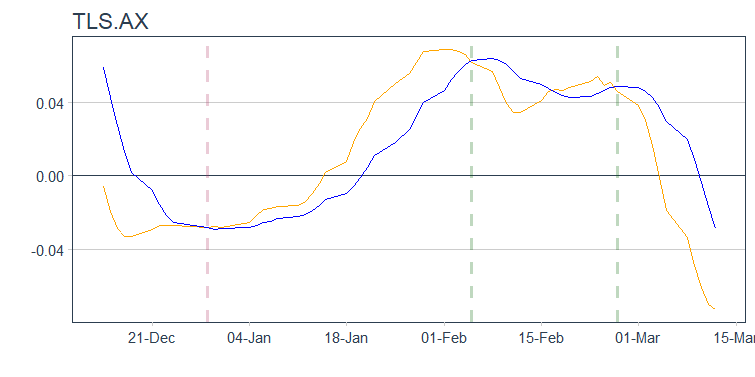 TLS.AX
0.04
0.00
-0.04
21-Dec
04-Jan
18-Jan
01-Feb
15-Feb
01-Mar
15-Mar